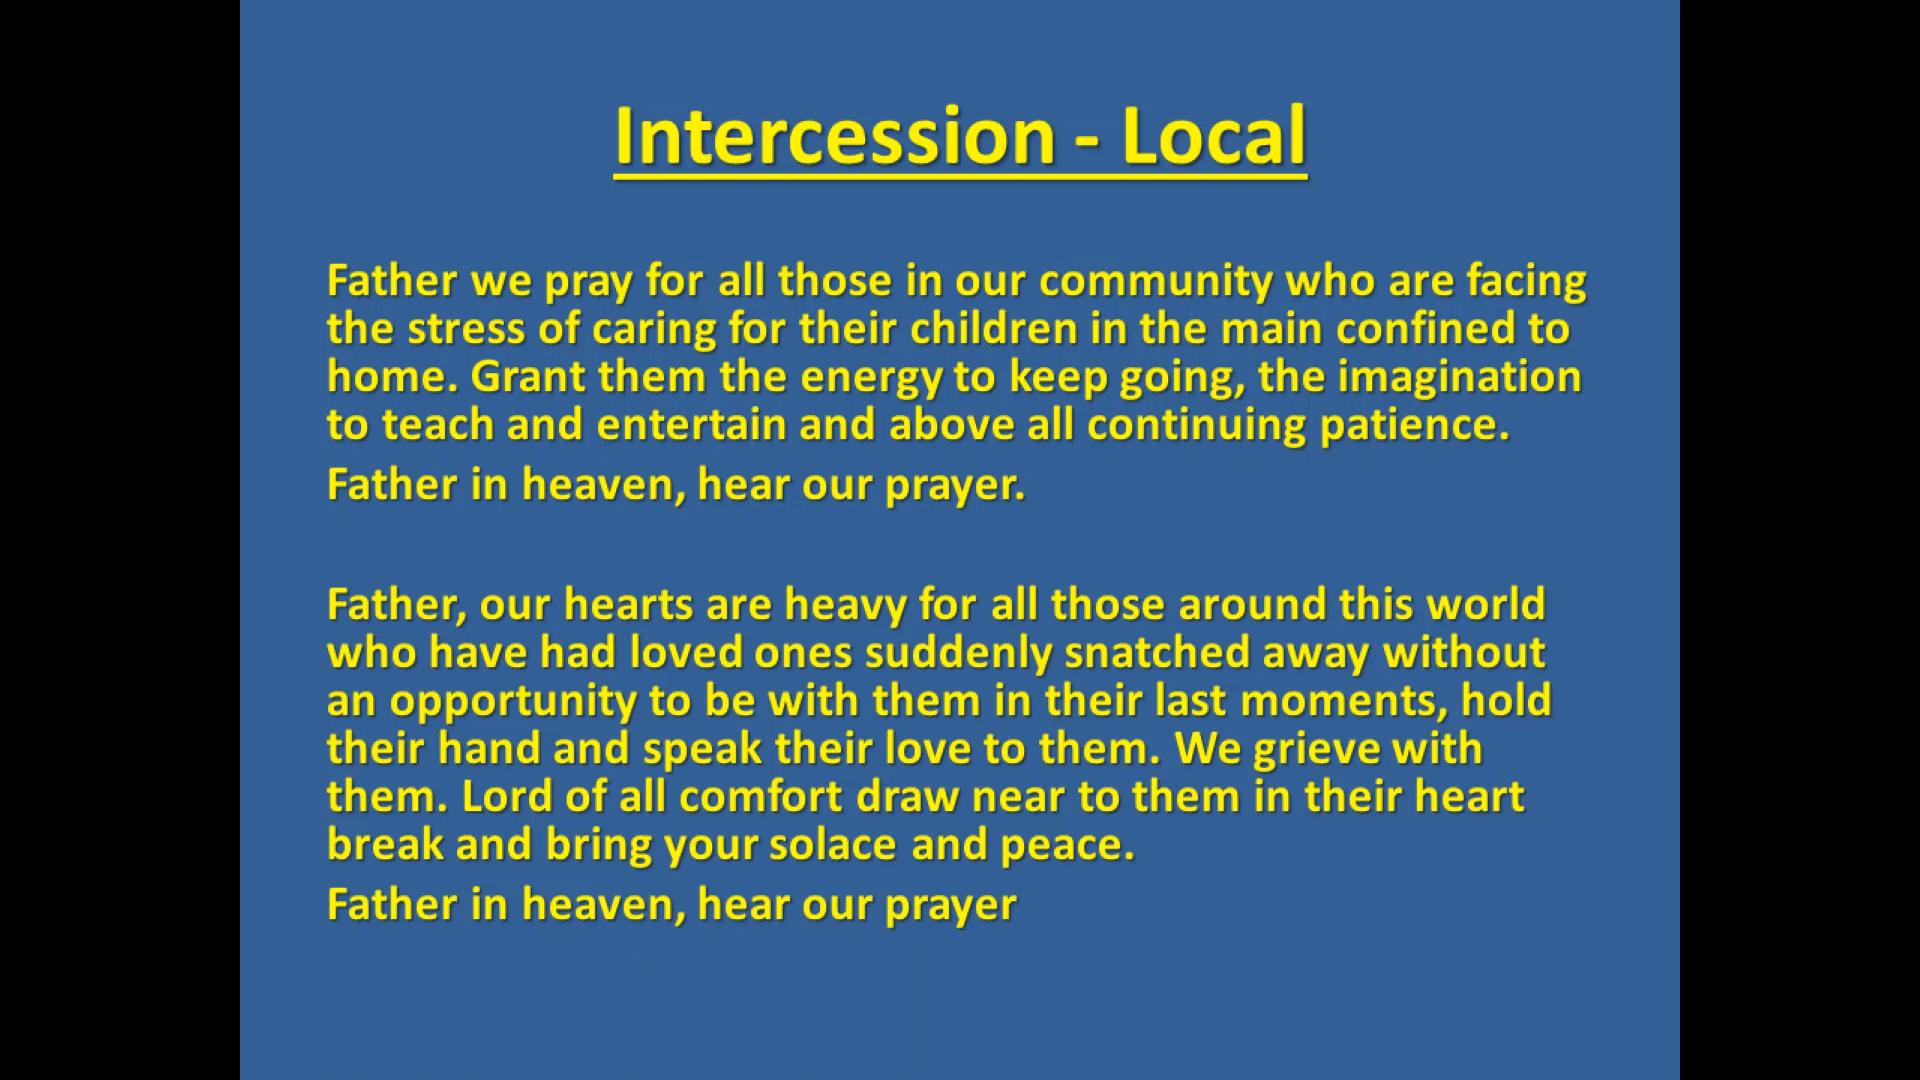 Intercession - Local
Father we pray for all those in our community who are facing
the stress of caring for their children in the main confined to
home. Grant them the energy to keep going, the imagination
to teach and entertain and above all continuing patience.
Father in heaven, hear our prayer.
Father, our hearts are heavy for all those around this world
who have had loved ones suddenly snatched away without
an opportunity to be with them in their last moments, hold
their hand and speak their love to them. We grieve with
them. Lord of all comfort draw near to them in their heart
break and bring your solace and peace.
Father in heaven, hear our prayer